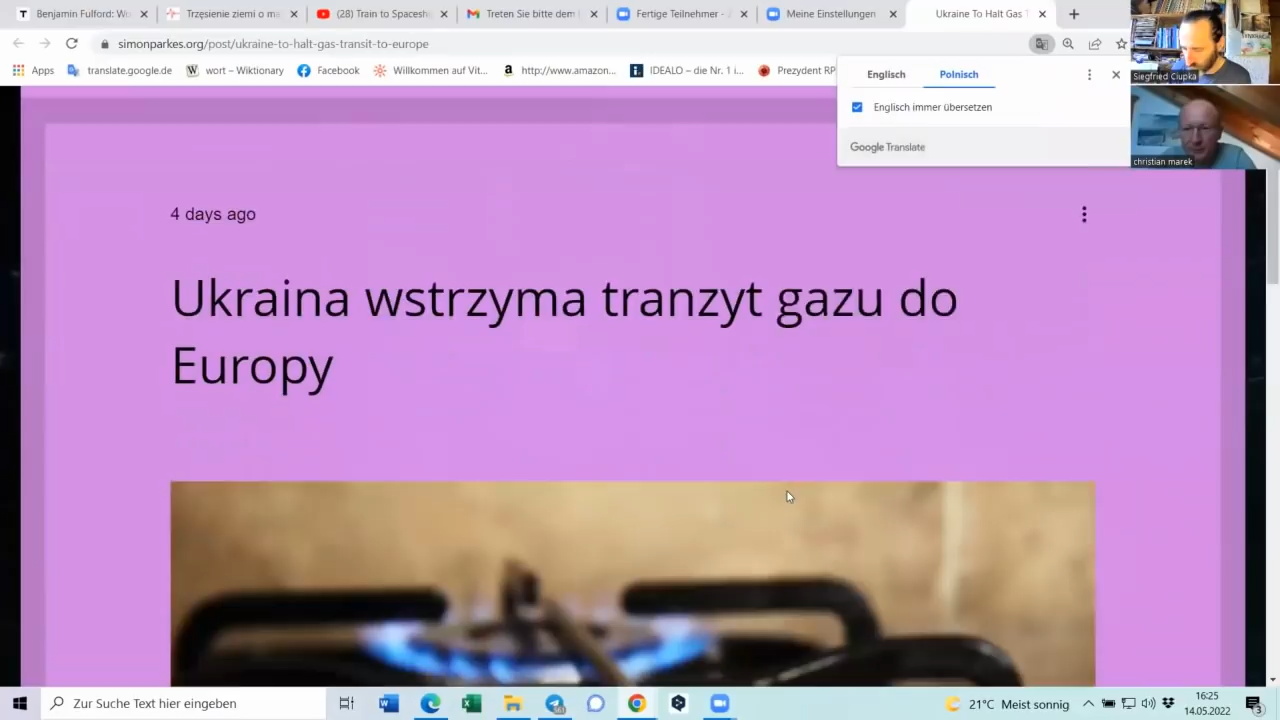 Benjamin Fulford: Wo
Trzęsienie ziemi o me
(28) Train to Spaceshi
Treten Sie bitte dem
Fertige Teilnehmer - Z
Meine Einstellungen
Ukraine To Halt Gas T
simonparkes.org/post/ukraine-to-halt-gas-transit-to-europe
Apps
translate.google.de
wort – Wiktionary
Facebook
Willkommen auf Vit...
http://www.amazon...
IDEALO – die Nr. 1 i...
Prezydent RP
Englisch
Polnisch
Englisch immer übersetzen
Google Translate
Siegfried Ciupka
christian marek
4 days ago
Ukraina wstrzyma tranzyt gazu do
Europy
Zur Suche Text hier eingeben
21°C Meist sonnig
16:25
14.05.2022
3